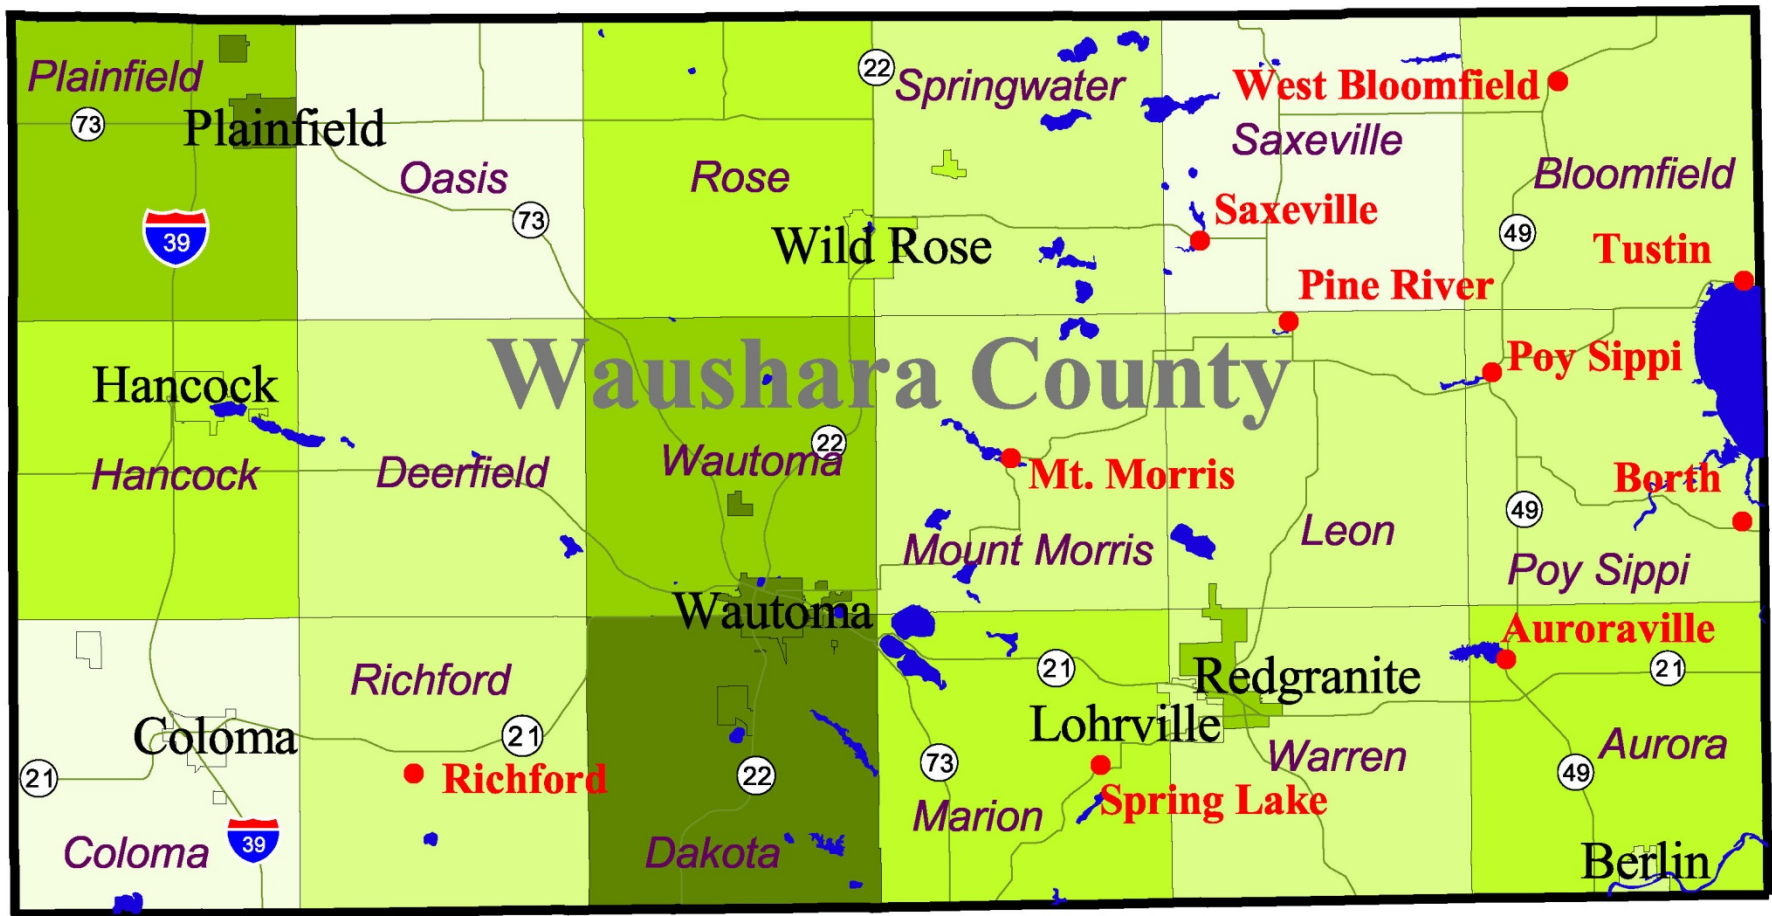 Plainfield
22
Springwater
West Bloomfield
73
Plainfield
Saxeville
Oasis
Rose
Bloomfield
73
Saxeville
39
Wild Rose
49
Tustin
Pine River
Waushara County
Hancock
Poy Sippi
22
Hancock
Deerfield
Wautoma
Mt. Morris
Borth
49
Mount Morris
Leon
Poy Sippi
Wautoma
Auroraville
Richford
21
Redgranite
21
Coloma
21
Lohrville
Aurora
21
Richford
22
73
Warren
49
Spring Lake
Marion
Coloma
39
Dakota
Berlin